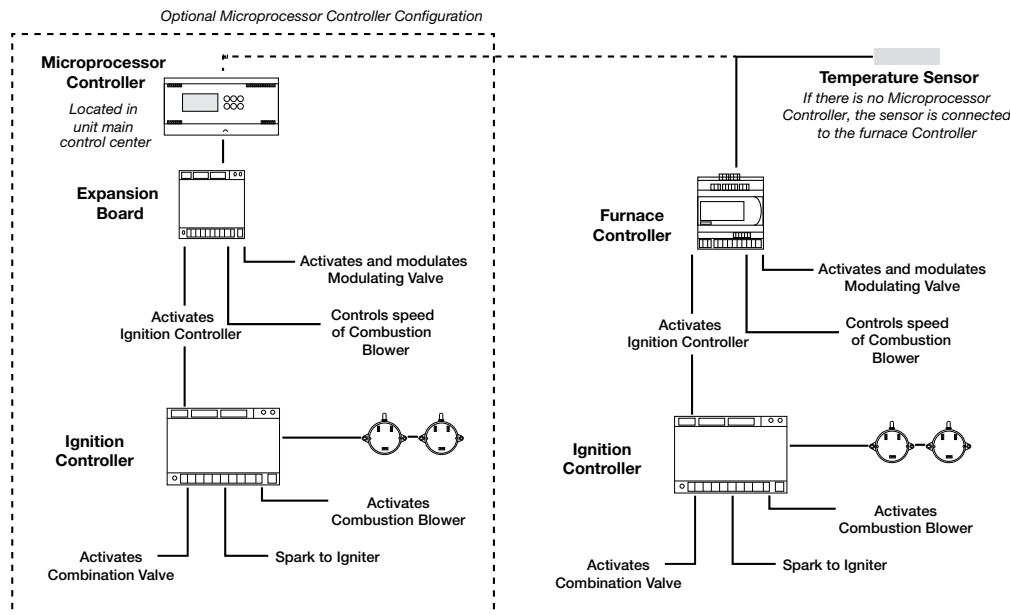 Optional Microprocessor Controller Configuration
Microprocessor
Controller
Located in
unit main
control center
Expansion
Board
Activates and modulates
Modulating Valve
Activates
Ignition Controller
Controls speed
of Combustion
Blower
Ignition
Controller
Activates
Combustion Blower
Activates
Combination Valve
Spark to Igniter
Temperature Sensor
If there is no Microprocessor
Controller, the sensor is connected
to the furnace Controller
Furnace
Controller
Activates and modulates
Modulating Valve
Activates
Ignition Controller
Controls speed
of Combustion
Blower
Ignition
Controller
Activates
Combustion Blower
Activates
Combination Valve
Spark to Igniter